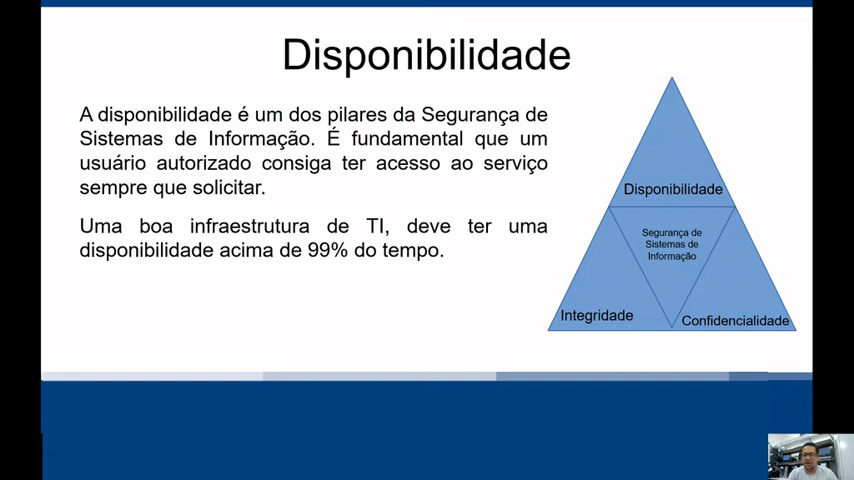 Disponibilidade
A disponibilidade é um dos pilares da Segurança de
Sistemas de Informação. É fundamental que um
usuário autorizado consiga ter acesso ao serviço
sempre que solicitar.
Uma boa infraestrutura de TI, deve ter uma
disponibilidade acima de 99% do tempo.
Disponibilidade
Segurança de
Sistemas de
Informação
Integridade
Confidencialidade